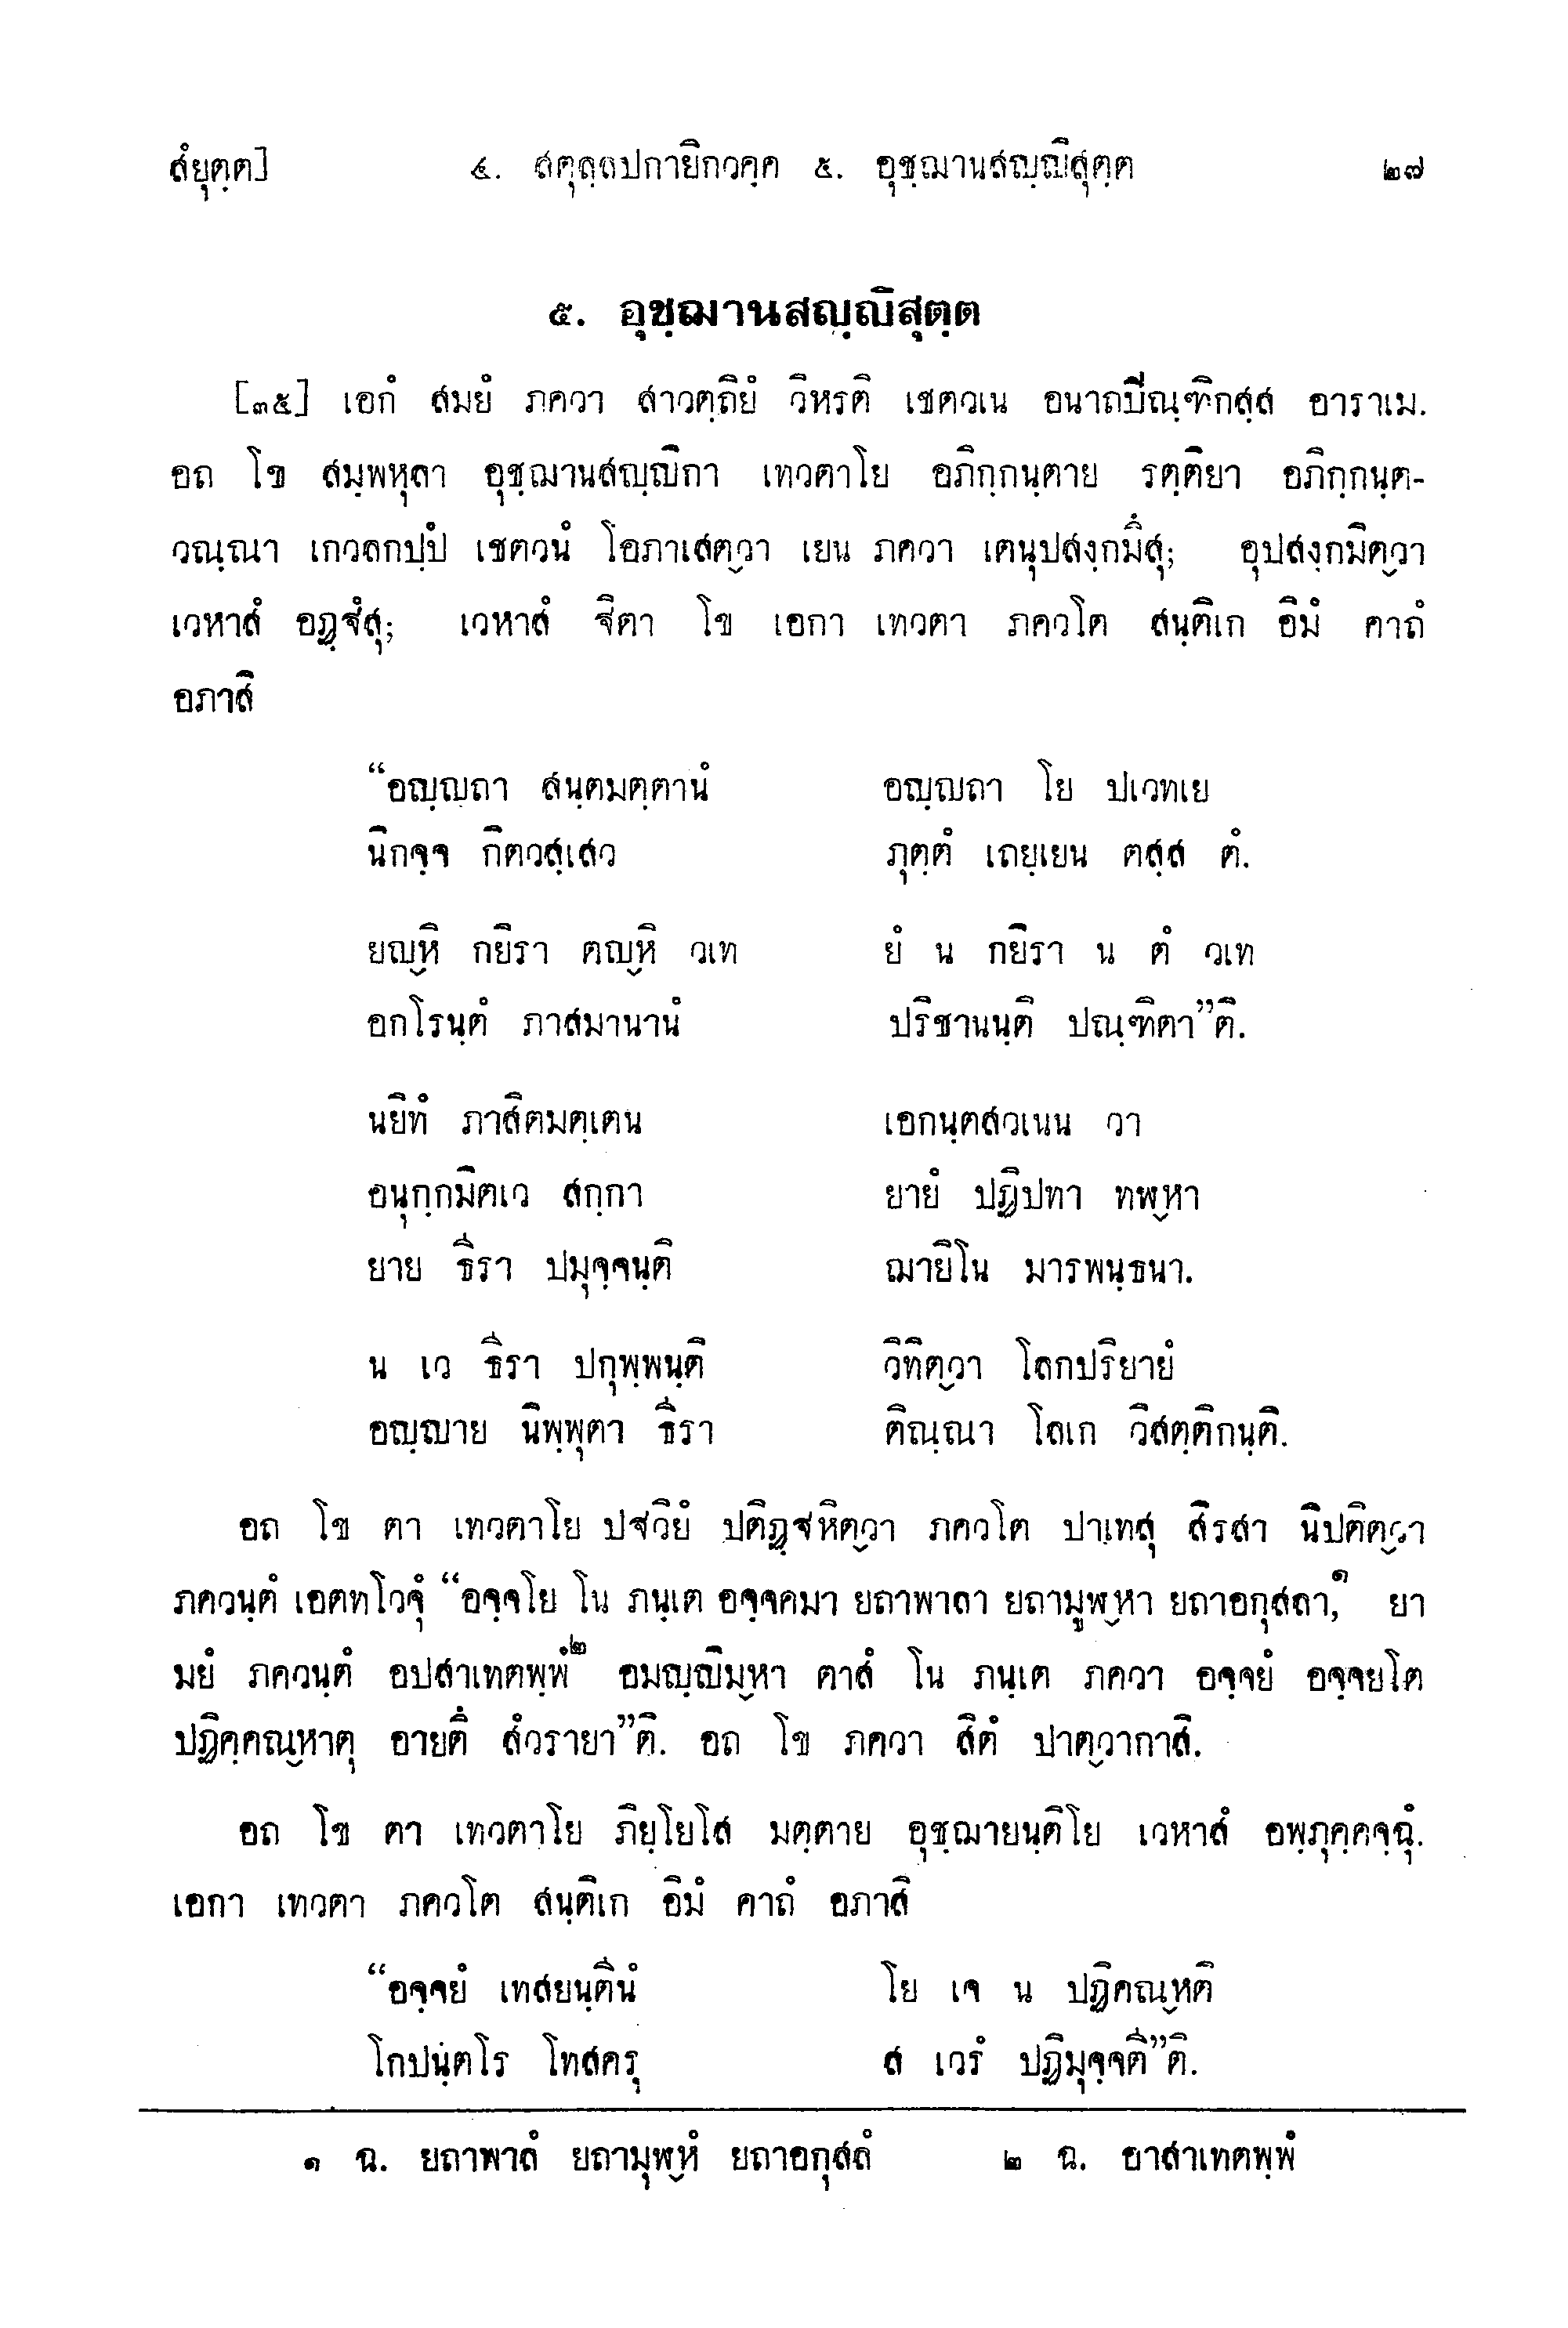 สํยุตฺต]	๔. สตุลฺลปกายิกวคฺค ๕. อุชฺฌานสญฺญิสุตฺต	๒๗
๕. อุชฺฌานสญฺญิสุตฺต
[๓๕] เอกํ สมยํ ภควา สาวตฺถิยํ วิหรติ เชตวเน อนาถปิณฺฑิกสฺส อาราเม.
อถ โข สมฺพหุลา อุชฺฌานสญฺญิกา เทวตาโย อภิกฺกนฺตาย รตฺติยา อภิกฺกนฺต-
วณฺณา เกวลกปฺปํ เชตวนํ โอภาเสตฺวา เยน ภควา เตนุปสงฺกมึสุ; อุปสงฺกมิตฺวา
เวหาสํ อฏฺฐํสุ; เวหาสํ ฐิตา โข เอกา เทวตา ภควโต สนฺติเก อิมํ คาถํ
อภาสิ
“อญฺญถา สนฺตมตฺตานํ	อญฺญถา โย ปเวทเย
นิกจฺจ กิตวสฺเสว	ภุตฺตํ เถยฺเยน ตสฺส ตํ.
ยญฺหิ กยิรา ตญฺหิ วเท	ยํ น กยิรา น ตํ วเท
อกโรนฺตํ ภาสมานานํ	ปริชานนฺติ ปณฺฑิตา”ติ.
นยิทํ ภาสิตมตฺเตน	เอกนฺตสวเนน วา
อนุกฺกมิตเว สกฺกา	ยายํ ปฏิปทา ทฬฺหา
ยาย ธีรา ปมุจฺจนฺติ	ฌายิโน มารพนฺธนา.
น เว ธีรา ปกุพฺพนฺติ	วิทิตฺวา โลกปริยายํ
อญฺญาย นิพฺพุตา ธีรา	ติณฺณา โลเก วิสตฺติกนฺติ.
อถ โข ตา เทวตาโย ปฐวิยํ ปติฏฺฐหิตฺวา ภควโต ปาเทสุ สิรสา นิปติตฺวา
ภควนฺตํ เอตทโวจุํ “อจฺจโย โน ภนฺเต อจฺจคมา ยถาพาลา ยถามูฬฺหา ยถาอกุสลา,๑ ยา
มยํ ภควนฺตํ อปสาเทตพฺพํ๒ อมญฺญิมฺหา ตาสํ โน ภนฺเต ภควา อจฺจยํ อจฺจยโต
ปฏิคฺคณฺหาตุ อายตึ สํวรายา”ติ. อถ โข ภควา สิตํ ปาตฺวากาสิ.
อถ โข ตา เทวตาโย ภิยฺโยโส มตฺตาย อุชฺฌายนฺติโย เวหาสํ อพฺภุคฺคจฺฉุํ.
เอกา เทวตา ภควโต สนฺติเก อิมํ คาถํ อภาสิ
“อจฺจยํ เทสยนฺตีนํ	โย เจ น ปฏิคณฺหติ
โกปนฺตโร โทสครุ	ส เวรํ ปฏิมุจฺจตี”ติ.
๑ ฉ. ยถาพาลํ ยถามุฬฺหํ ยถาอกุสลํ	๒ ฉ. อาสาเทตพฺพํ